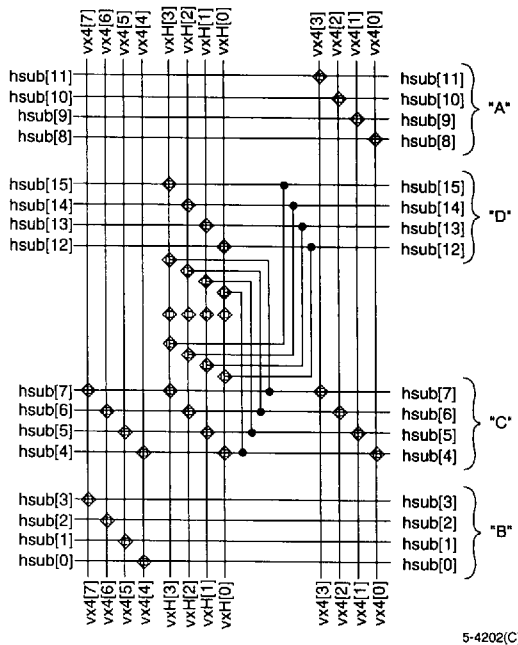 vx4[7] vx4[6] vx4[5] vx4[4] vxH[3] vxH[2] vxH[1] vxH[0] vx4[3] vx4[2] vx4[1] vx4[0]
hsub[11] hsub[11]
hsub[10] hsub[10]
hsub[9] hsub[9]
hsub[8] hsub[8]
"A"
hsub[15] hsub[15]
hsub[14] hsub[14]
hsub[13] hsub[13]
hsub[12] hsub[12]
"D"
hsub[7] hsub[7]
hsub[6] hsub[6]
hsub[5] hsub[5]
hsub[4] hsub[4]
"C"
hsub[3] hsub[3]
hsub[2] hsub[2]
hsub[1] hsub[1]
hsub[0] hsub[0]
"B"
vx4[7] vx4[6] vx4[5] vx4[4] vxH[3] vxH[2] vxH[1] vxH[0] vx4[3] vx4[2] vx4[1] vx4[0]
5-4202(C